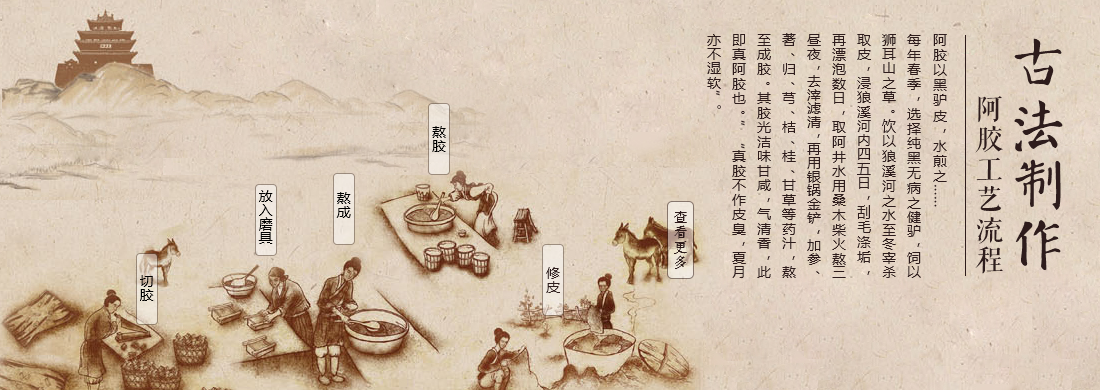 古法制作
阿胶工艺流程
阿胶以黑驴皮，水煎之……
每年春季，选择纯黑无病之健驴，饲以
狮耳山之草。饮以狼溪河之水至冬宰杀
取皮，浸狼溪河内四五日，刮毛涤垢，
再漂泡数日，取阿井水用桑木柴火熬三
昼夜，去滓滤清，再用银锅金铲，加参、
蓍、归、芎、桔、桂、甘草等药汁，熬
至成胶。其胶光洁味甘咸，气清香，此
即真阿胶也。”“真胶不作皮臭，夏月
亦不湿软”。
查看更多
修皮
熬胶
熬成
放入磨具
切胶